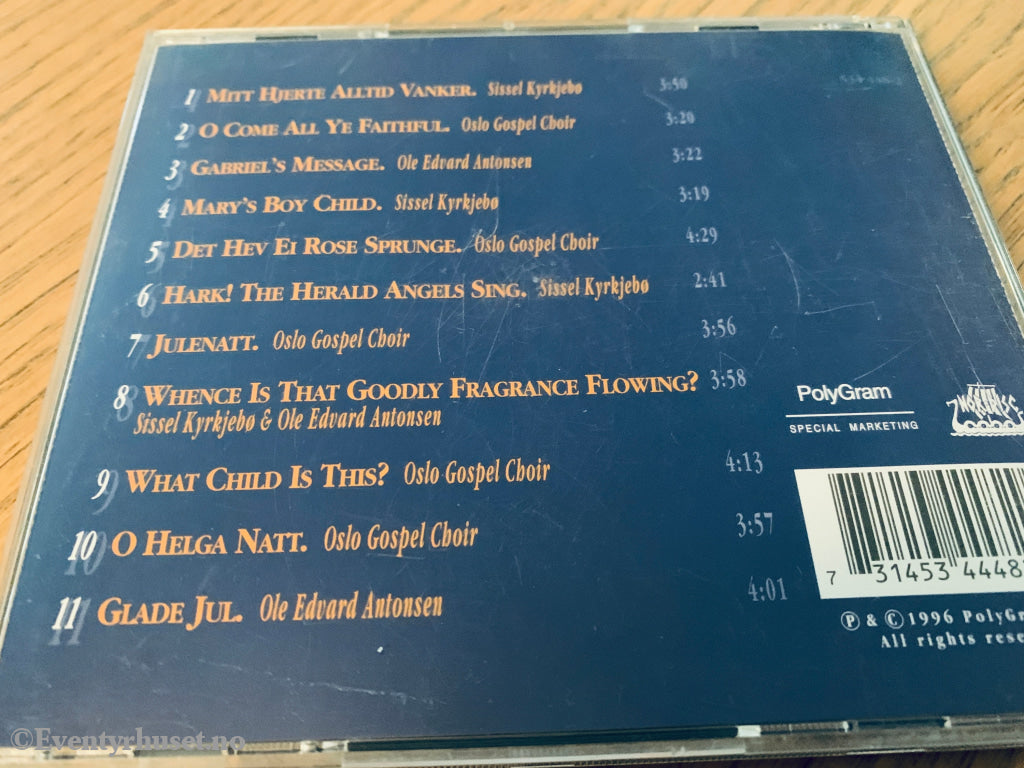 1 MITT HJERTE ALLTID VANKER. Sissel Kyrkjebø 3:50
2 O COME ALL YE FAITHFUL. Oslo Gospel Choir 3:20
3 GABRIEL'S MESSAGE. Ole Edvard Antonsen 3:22
4 MARY'S BOY CHILD. Sissel Kyrkjebø 3:19
5 DET HEV EI ROSE SPRUNGE. Oslo Gospel Choir 4:29
6 HARK! THE HERALD ANGELS SING. Sissel Kyrkjebø 2:41
7 JULENATT. Oslo Gospel Choir 3:56
8 WHENCE IS THAT GOODLY FRAGRANCE FLOWING? 3:58
Sissel Kyrkjebø & Ole Edvard Antonsen
9 WHAT CHILD IS THIS? Oslo Gospel Choir 4:13
10 O HELGA NATT. Oslo Gospel Choir 3:57
11 GLADE JUL. Ole Edvard Antonsen 4:01
PolyGram
SPECIAL MARKETING
7 31453 4448
℗ & © 1996 PolyGr
All rights rese
©Eventyrhuset.no